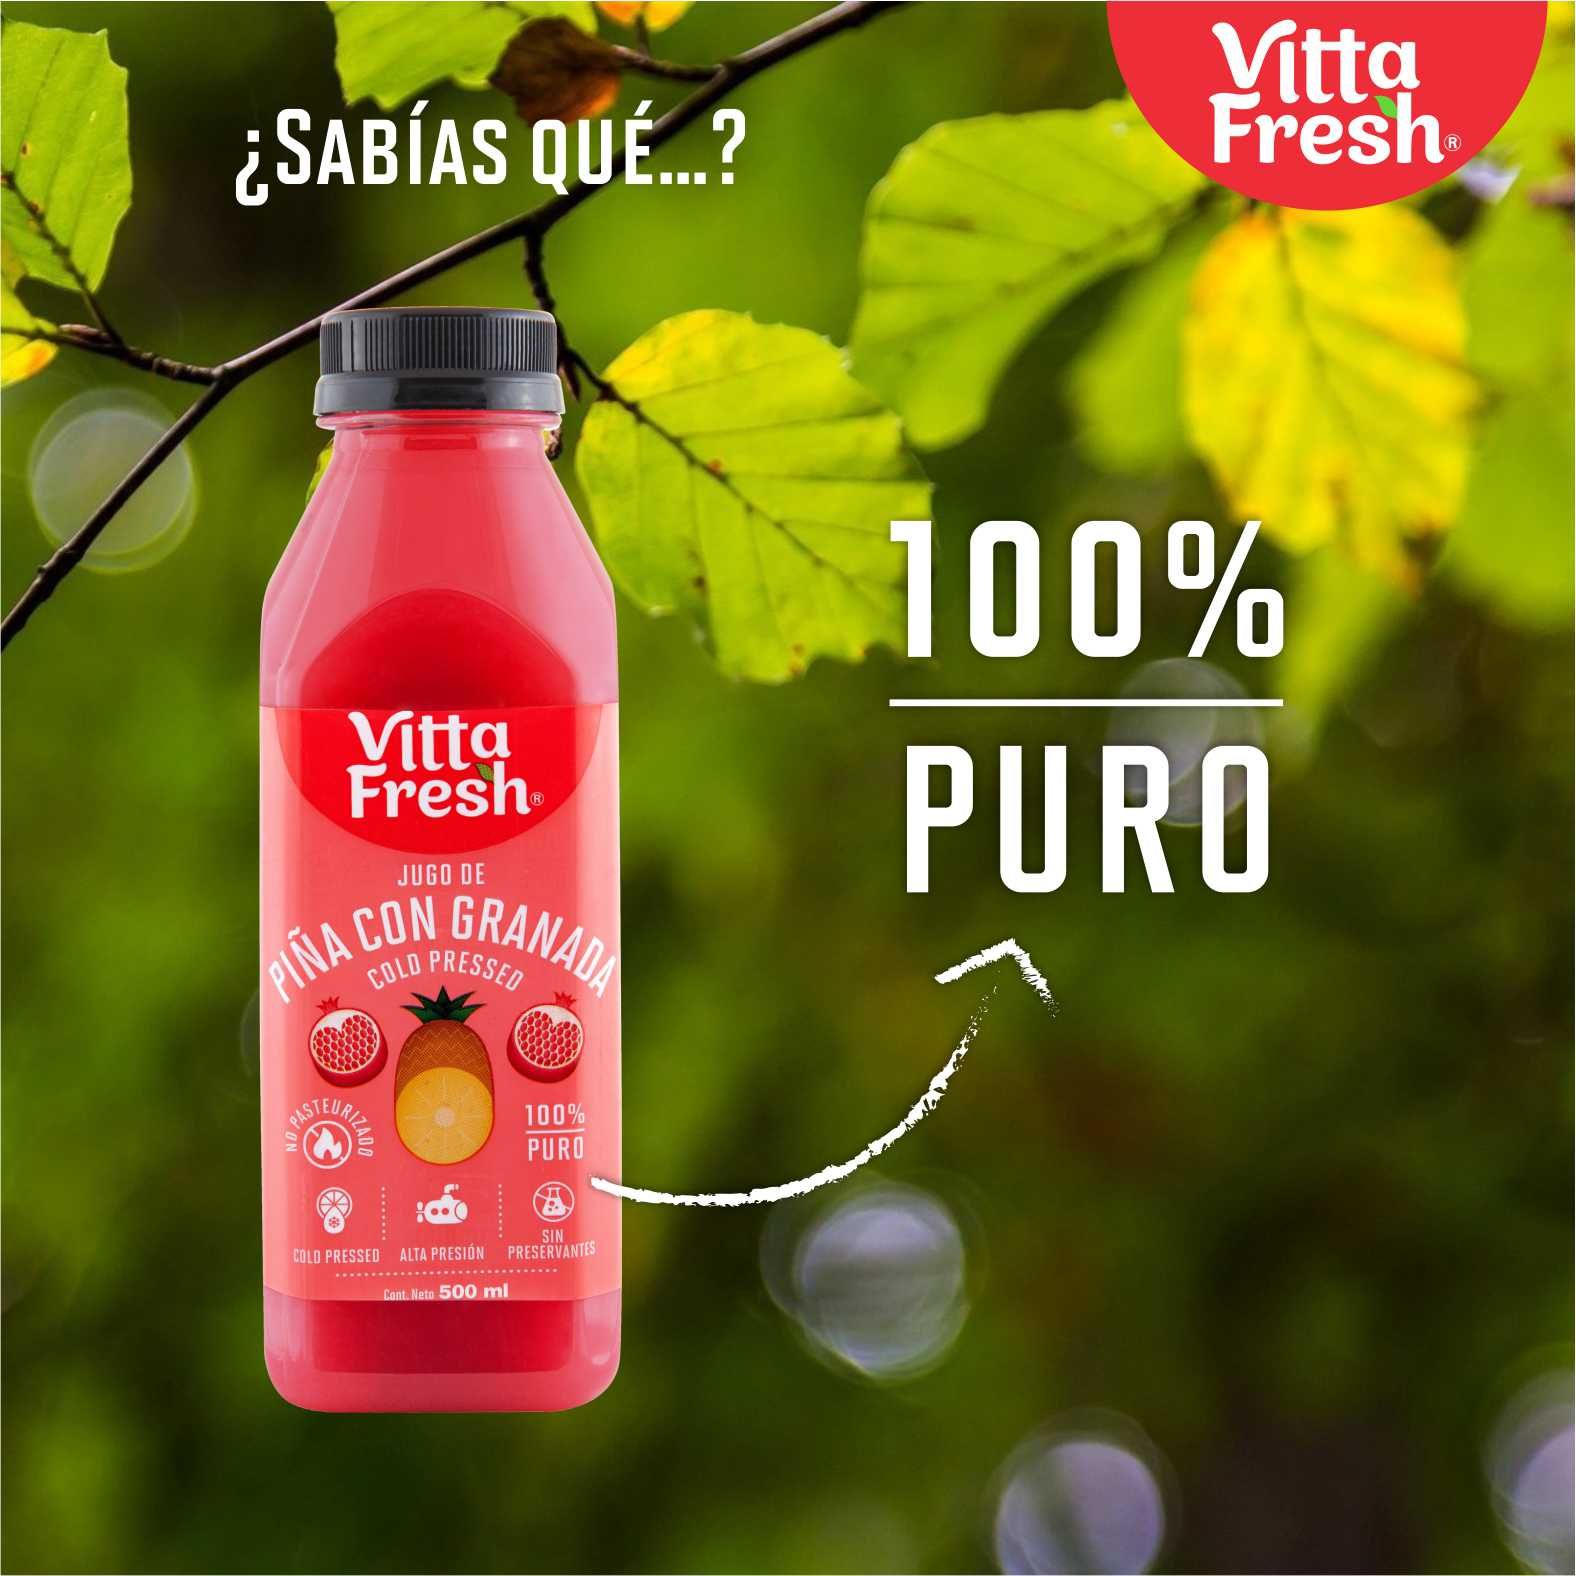 Vitta
Fresh®
¿SABÍAS QUÉ...?
100%
PURO
Vitta
Fresh®
JUGO DE
PIÑA CON GRANADA
COLD PRESSED
NO PASTEURIZADO
100%
PURO
COLD PRESSED
ALTA PRESIÓN
SIN
PRESERVANTES
Cont. Neto 500 ml